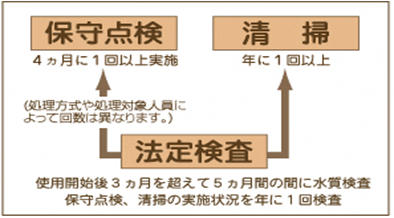 保守点検
清掃
4ヵ月に1回以上実施
年に1回以上
(処理方式や処理対象人員に
よって回数は異なります。)
法定検査
使用開始後3ヵ月を超えて5ヵ月間の間に水質検査
保守点検、清掃の実施状況を年に1回検査